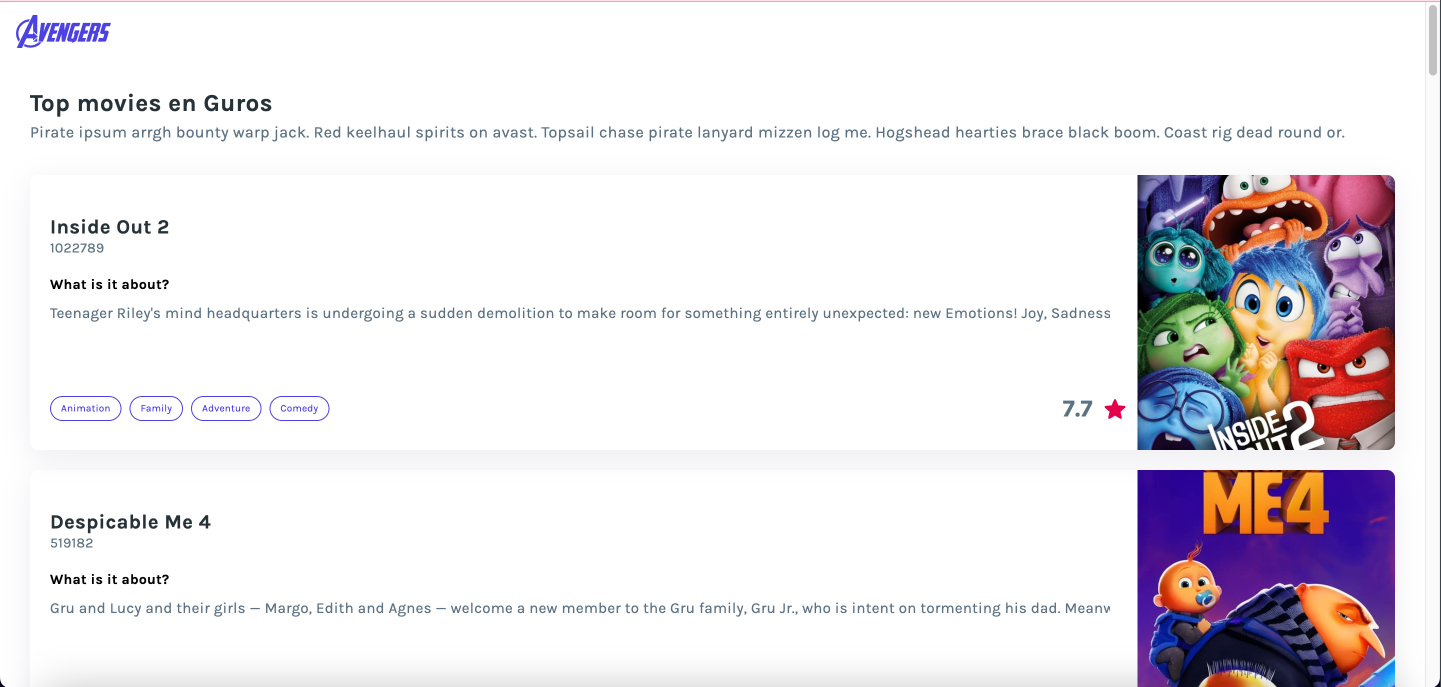 AVENGERS
Top movies en Guros
Pirate ipsum arrgh bounty warp jack. Red keelhaul spirits on avast. Topsail chase pirate lanyard mizzen log me. Hogshead hearties brace black boom. Coast rig dead round or.
Inside Out 2
1022789
What is it about?
Teenager Riley's mind headquarters is undergoing a sudden demolition to make room for something entirely unexpected: new Emotions! Joy, Sadness
Animation Family Adventure Comedy
7.7
INSIDE
OUT 2
Despicable Me 4
519182
What is it about?
Gru and Lucy and their girls — Margo, Edith and Agnes — welcome a new member to the Gru family, Gru Jr., who is intent on tormenting his dad. Mean
ME4